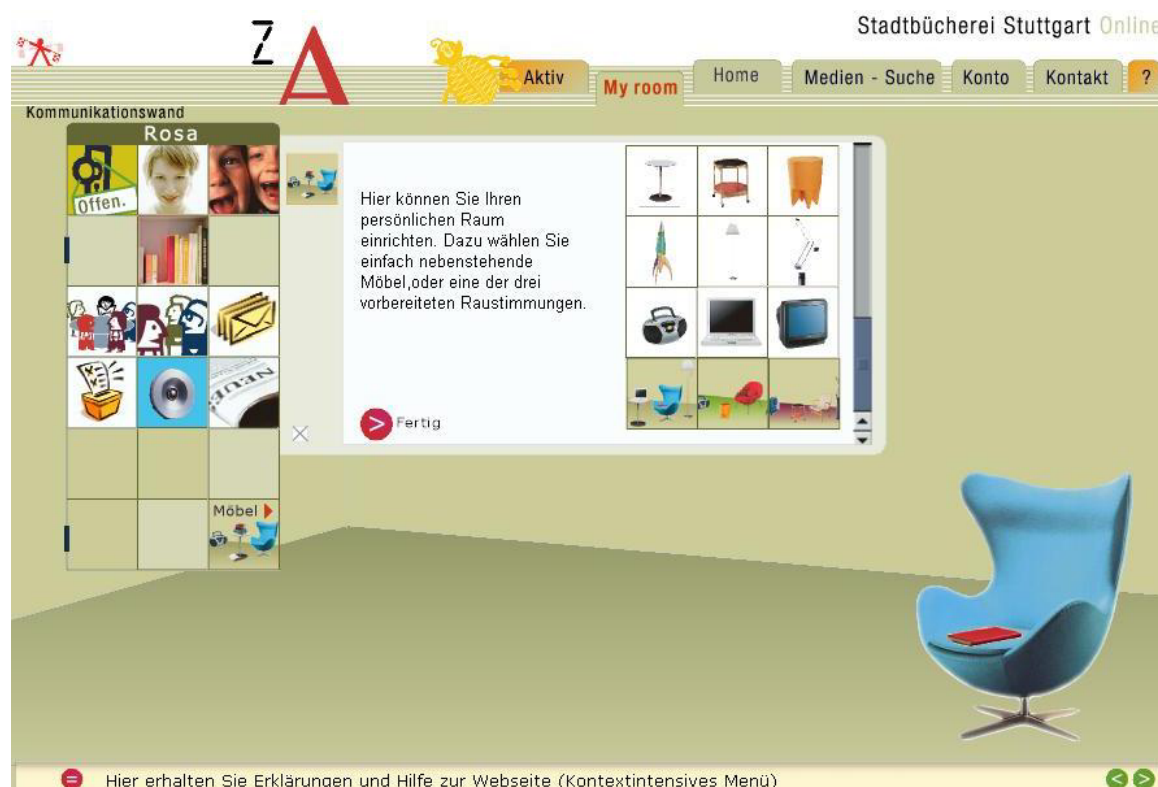 Stadtbücherei Stuttgart Online
Z A
Aktiv My room Home Medien - Suche Konto Kontakt ?
Kommunikationswand
Rosa
Offen.
Hier können Sie Ihren
persönlichen Raum
einrichten. Dazu wählen Sie
einfach nebenstehende
Möbel,oder eine der drei
vorbereiteten Raustimmungen.
NEUE
> Fertig
Möbel
Hier erhalten Sie Erklärungen und Hilfe zur Webseite (Kontextintensives Menü)